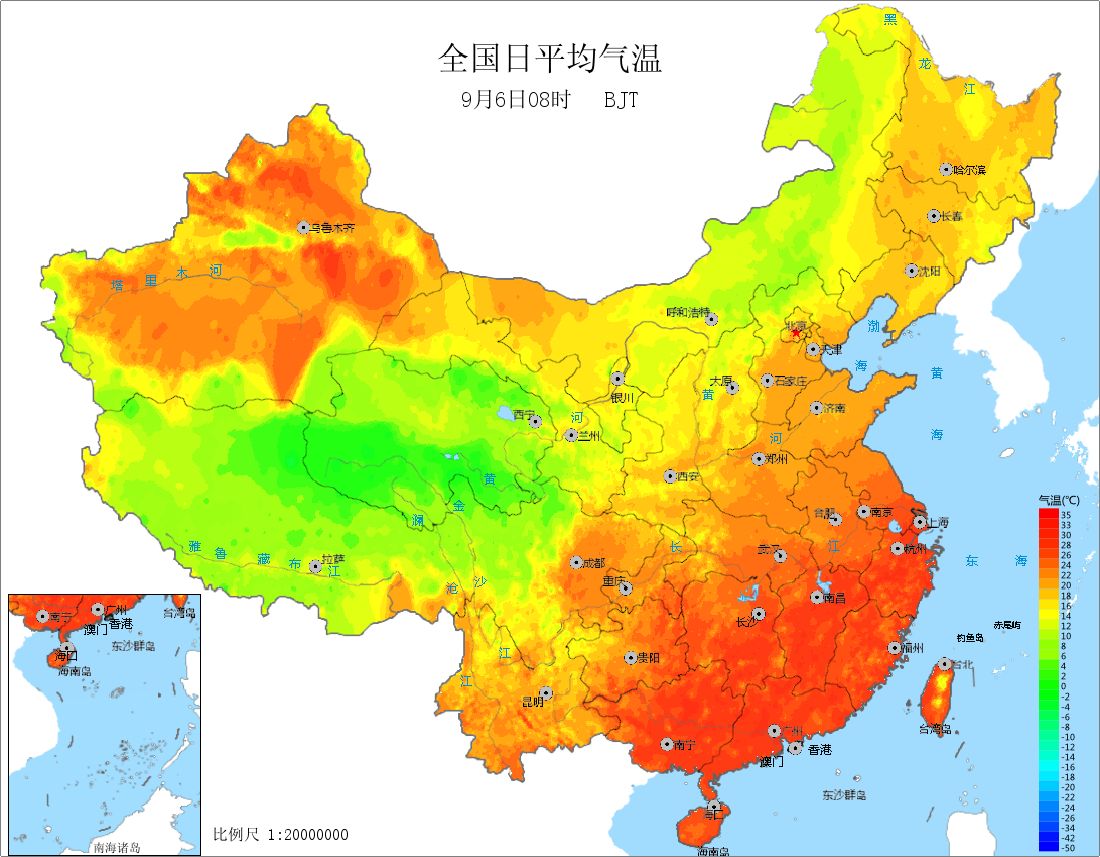 全国日平均气温
9月6日08时 BJT
黑
龙
江
哈尔滨
长春
沈阳
乌鲁木齐
塔 里 木 河
呼和浩特
北京
天津
渤
海
黄
海
银川
太原
石家庄
黄
河
济南
西宁
兰州
河
郑州
西安
黄
金
澜
沧
沙
江
江
合肥
南京
上海
杭州
武汉
长
江
东 海
雅 鲁 藏 布 江
拉萨
成都
重庆
南昌
长沙
贵阳
昆明
福州
钓鱼岛
赤尾屿
台北
台湾岛
南宁
广州
香港
澳门
东沙群岛
海口
海南岛
南宁
广州
香港
澳门
台湾岛
东沙群岛
海口
海南岛
南海诸岛
比例尺 1:20000000
气温(℃)
35
33
30
28
26
24
22
20
18
16
14
12
10
8
6
4
2
0
-2
-4
-6
-8
-10
-12
-14
-16
-18
-20
-22
-24
-26
-34
-42
-50